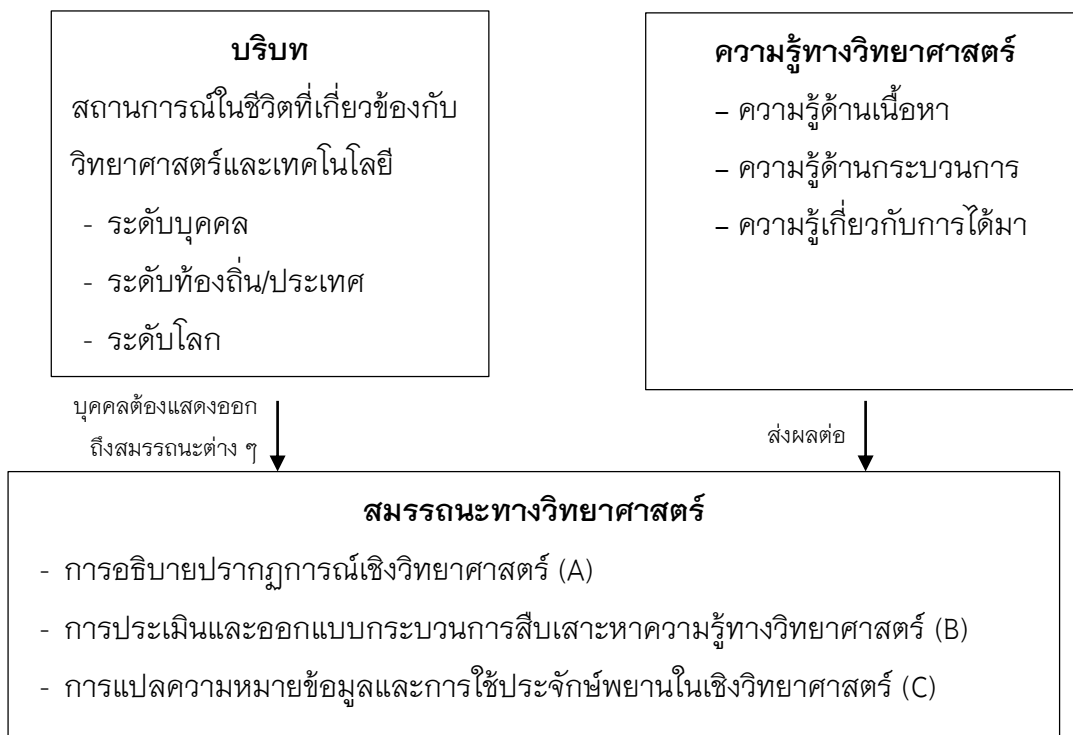 บริบท
สถานการณ์ในชีวิตที่เกี่ยวข้องกับ
วิทยาศาสตร์และเทคโนโลยี
- ระดับบุคคล
- ระดับท้องถิ่น/ประเทศ
- ระดับโลก
ความรู้ทางวิทยาศาสตร์
– ความรู้ด้านเนื้อหา
– ความรู้ด้านกระบวนการ
– ความรู้เกี่ยวกับการได้มา
บุคคลต้องแสดงออก
ถึงสมรรถนะต่าง ๆ
ส่งผลต่อ
สมรรถนะทางวิทยาศาสตร์
- การอธิบายปรากฏการณ์เชิงวิทยาศาสตร์ (A)
- การประเมินและออกแบบกระบวนการสืบเสาะหาความรู้ทางวิทยาศาสตร์ (B)
- การแปลความหมายข้อมูลและการใช้ประจักษ์พยานในเชิงวิทยาศาสตร์ (C)